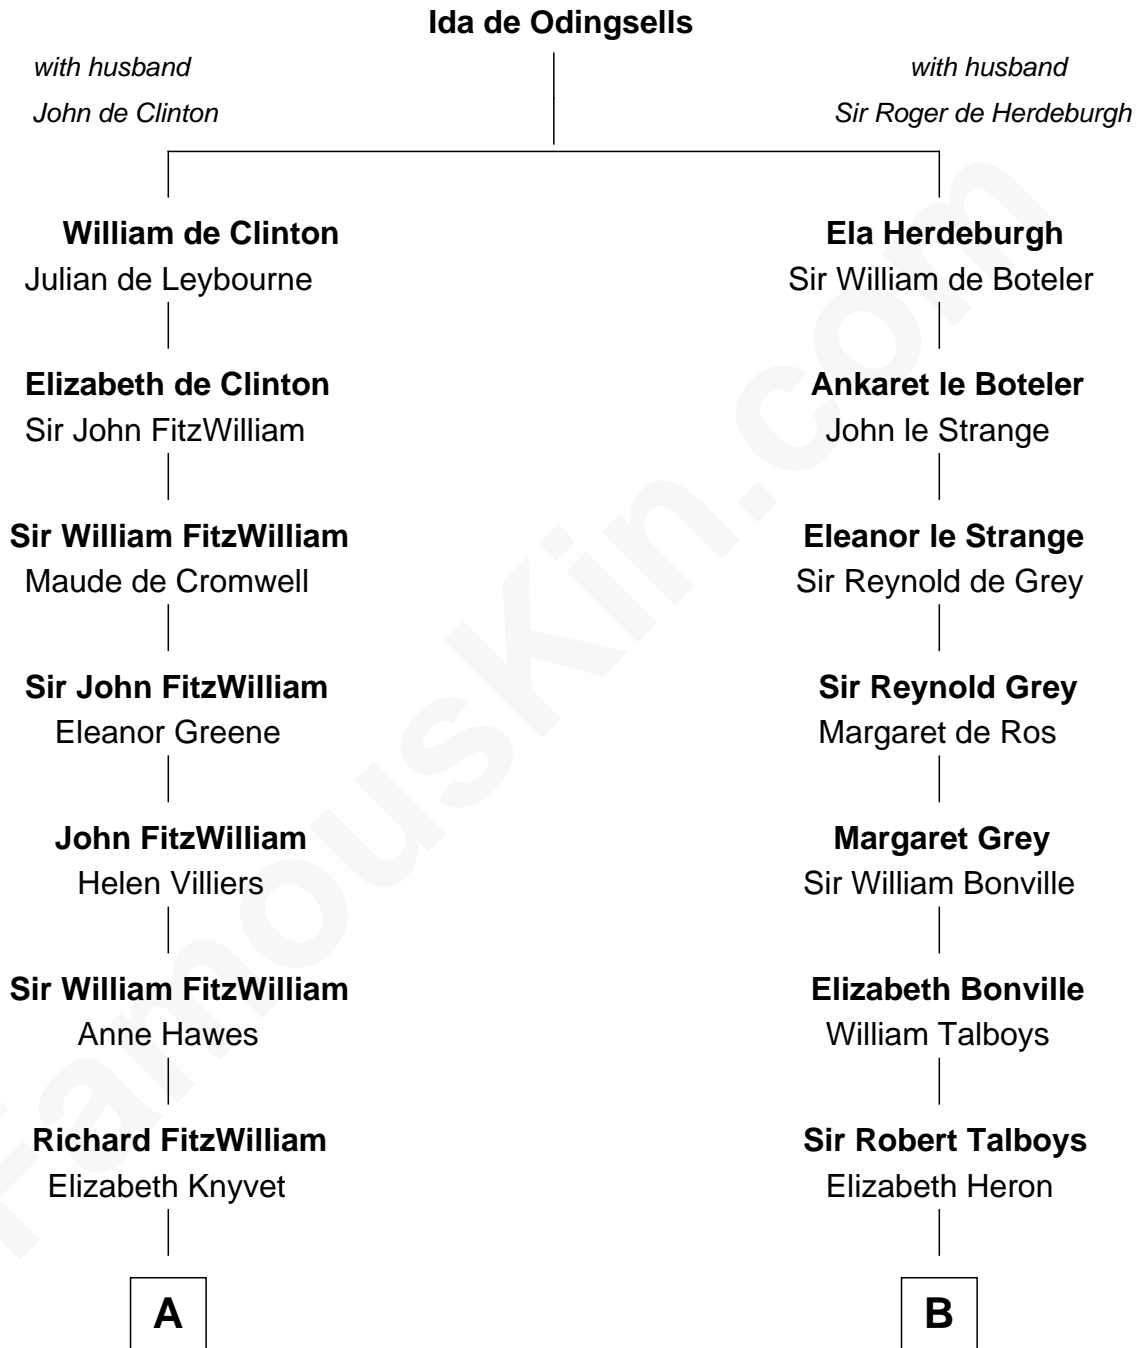 Ida de Odingsells
with husband
John de Clinton
with husband
Sir Roger de Herdeburgh
William de Clinton
Julian de Leybourne
Ela Herdeburgh
Sir William de Boteler
Elizabeth de Clinton
Sir John FitzWilliam
Ankaret le Boteler
John le Strange
Sir William FitzWilliam
Maude de Cromwell
Eleanor le Strange
Sir Reynold de Grey
Sir John FitzWilliam
Eleanor Greene
Sir Reynold Grey
Margaret de Ros
John FitzWilliam
Helen Villiers
Margaret Grey
Sir William Bonville
Sir William FitzWilliam
Anne Hawes
Elizabeth Bonville
William Talboys
Richard FitzWilliam
Elizabeth Knyvet
Sir Robert Talboys
Elizabeth Heron
A
B
FamousKin.com